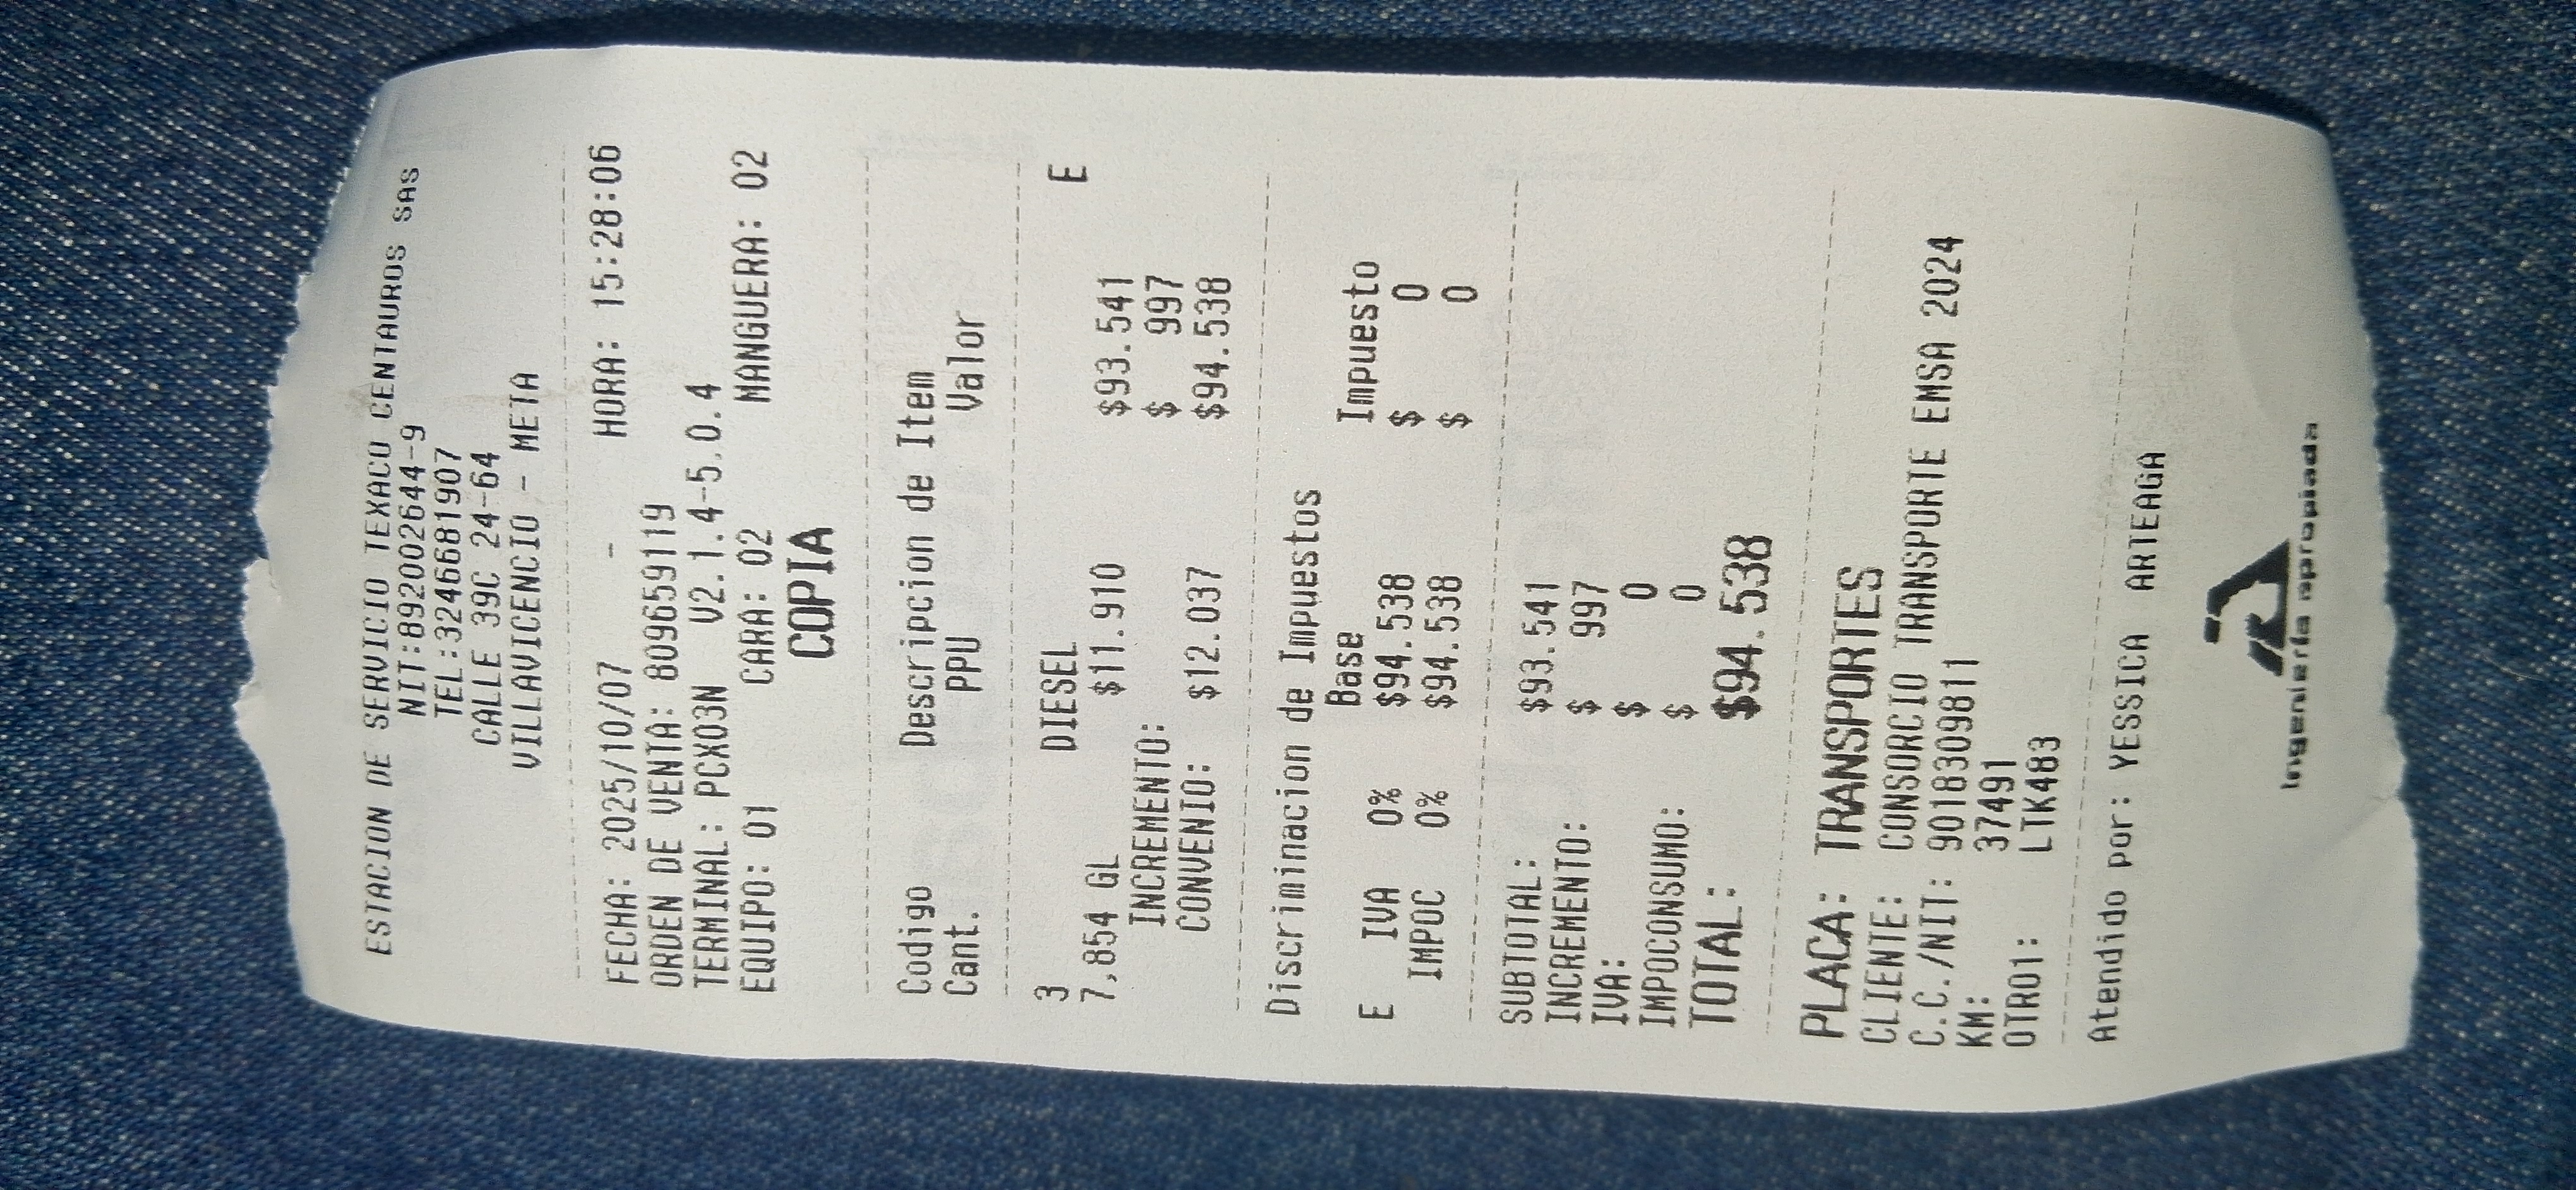 ESTACION DE SERVICIO TEXACO CENTAUROS SAS
NIT:892002644-9
TEL:3246681907
CALLE 39C 24-64
VILLAVICENCIO - META
FECHA: 2025/10/07 - HORA: 15:28:06
ORDEN DE VENTA: 809659119
TERMINAL: PCX03N V2.1.4-5.0.4
EQUIPO: 01 CARA: 02 MANGUERA: 02
COPIA
Codigo Descripcion de Item
Cant. PPU Valor
3 DIESEL E
7,854 GL $11.910 $93.541
INCREMENTO: $ 997
CONVENIO: $12.037 $94.538
Discriminacion de Impuestos
Base Impuesto
E IVA 0% $94.538 $ 0
IMPOC 0% $94.538 $ 0
SUBTOTAL: $93.541
INCREMENTO: $ 997
IVA: $ 0
IMPOCONSUMO: $ 0
TOTAL: $94.538
PLACA: TRANSPORTES
CLIENTE: CONSORCIO TRANSPORTE EMSA 2024
C.C./NIT: 9018309811
KM: 37491
OTRO1: LTK483
Atendido por: YESSICA ARTEAGA
Ingeniería apropiada